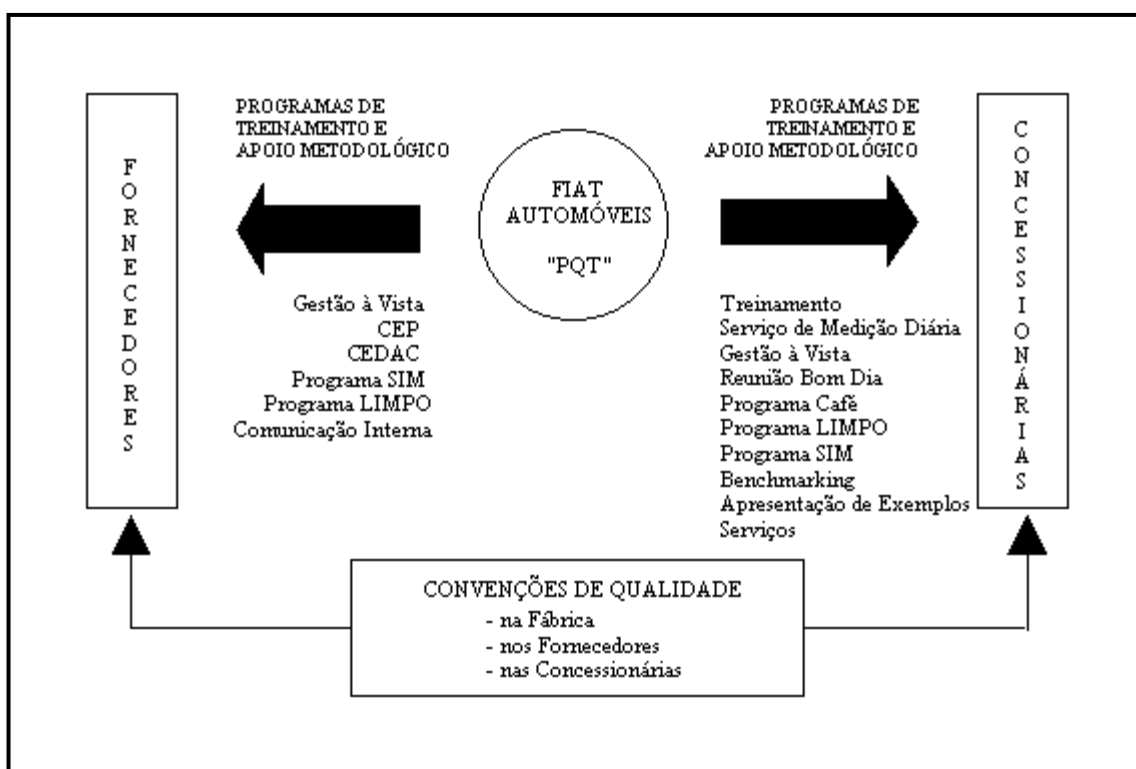 FORNECEDORES
PROGRAMAS DE
TREINAMENTO E
APOIO METODOLÓGICO
Gestão à Vista
CEP
CEDAC
Programa SIM
Programa LIMPO
Comunicação Interna
FIAT
AUTOMÓVEIS
"PQT"
PROGRAMAS DE
TREINAMENTO E
APOIO METODOLÓGICO
Treinamento
Serviço de Medição Diária
Gestão à Vista
Reunião Bom Dia
Programa Café
Programa LIMPO
Programa SIM
Benchmarking
Apresentação de Exemplos
Serviços
CONCESSIONÁRIAS
CONVENÇÕES DE QUALIDADE
- na Fábrica
- nos Fornecedores
- nas Concessionárias